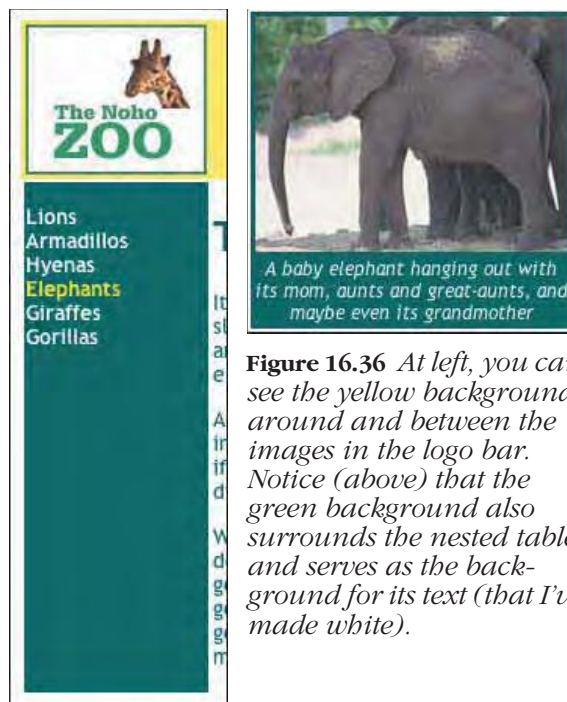 The Noho
ZOO
Lions
Armadillos
Hyenas
Elephants
Giraffes
Gorillas
It
A baby elephant hanging out with
its mom, aunts and great-aunts, and
maybe even its grandmother
Figure 16.36 At left, you can
see the yellow background
around and between the
images in the logo bar.
Notice (above) that the
green background also
surrounds the nested table
and serves as the back-
ground for its text (that I'v
made white).